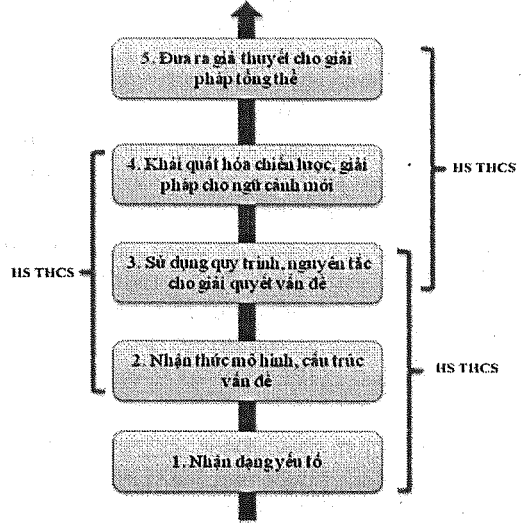 5. Đưa ra giả thuyết cho giải
pháp tổng thể
4. Khái quát hóa chiến lược, giải
pháp cho ngữ cảnh mới
HS THCS
HS THCS
3. Sử dụng quy trình, nguyên tắc
cho giải quyết vấn đề
2. Nhận thức mô hình, cấu trúc
vấn đề
HS THCS
1. Nhận dạng yếu tố